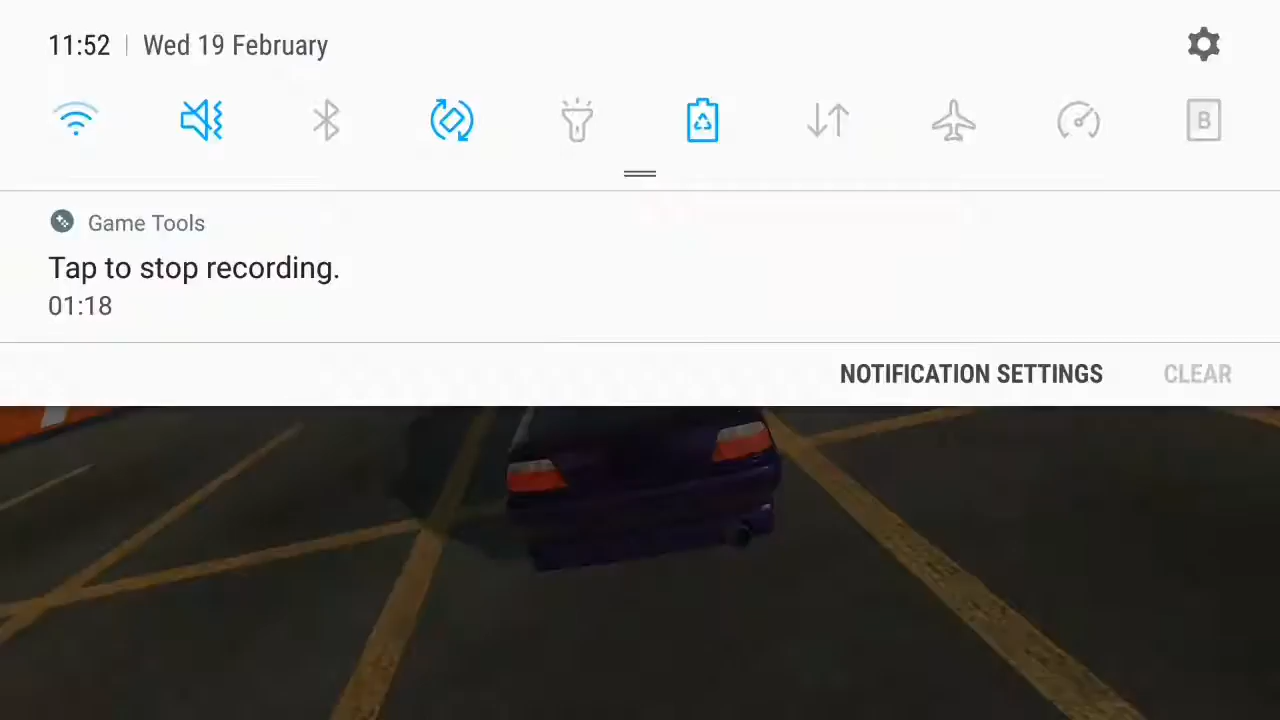 11:52 | Wed 19 February
B
Game Tools
Tap to stop recording.
01:18
NOTIFICATION SETTINGS CLEAR